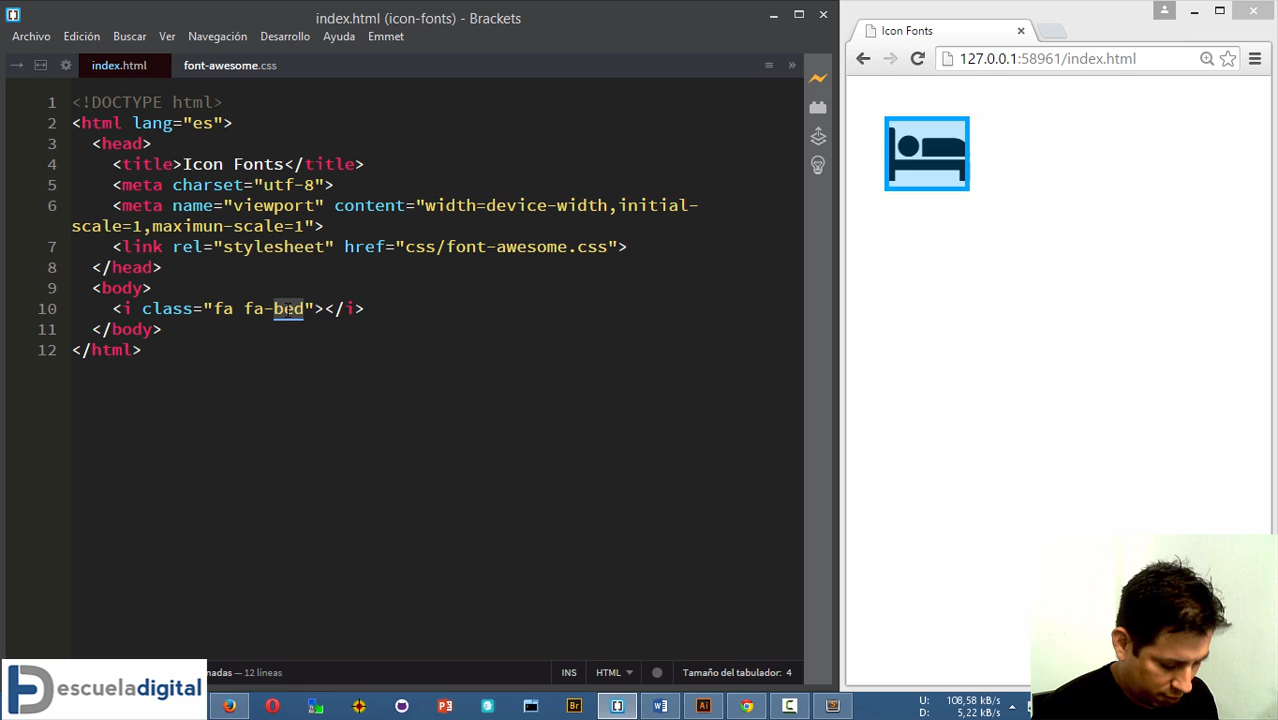 index.html (icon-fonts) - Brackets
Archivo Edición Buscar Ver Navegación Desarrollo Ayuda Emmet
index.html font-awesome.css
1 <!DOCTYPE html>
2 <html lang="es">
3 <head>
4 <title>Icon Fonts</title>
5 <meta charset="utf-8">
6 <meta name="viewport" content="width=device-width,initial-
scale=1,maximun-scale=1">
7 <link rel="stylesheet" href="css/font-awesome.css">
8 </head>
9 <body>
10 <i class="fa fa-bed"></i>
11 </body>
12 </html>
nadas — 12 líneas INS HTML Tamaño del tabulador: 4
Icon Fonts
127.0.0.1:58961/index.html
escueladigital
Br
W
Ai
U: 108,58 kB/s
D: 5,22 kB/s